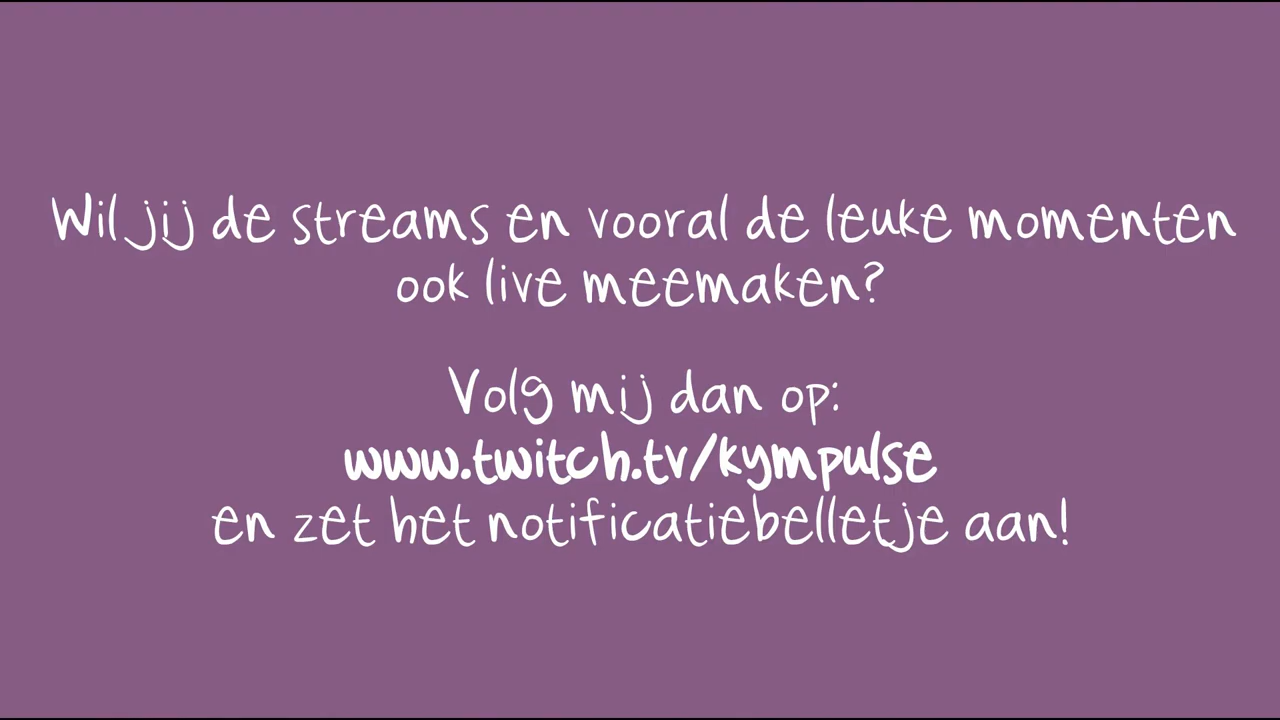 Wil jij de streams en vooral de leuke momenten
ook live meemaken?
Volg mij dan op:
www.twitch.tv/kympulse
en zet het notificatiebelletje aan!